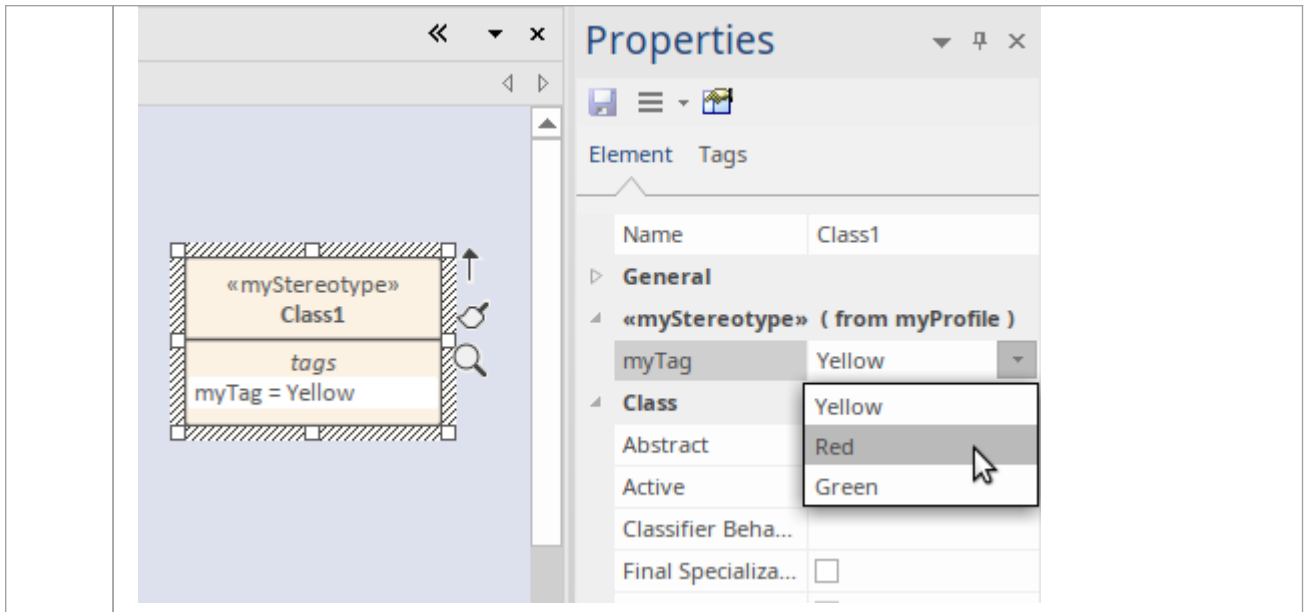 Properties
Element Tags
Name Class1
General
«myStereotype» ( from myProfile )
myTag Yellow
Class
Abstract
Active
Classifier Beha...
Final Specializa...
Yellow
Red
Green
«myStereotype»
Class1
tags
myTag = Yellow